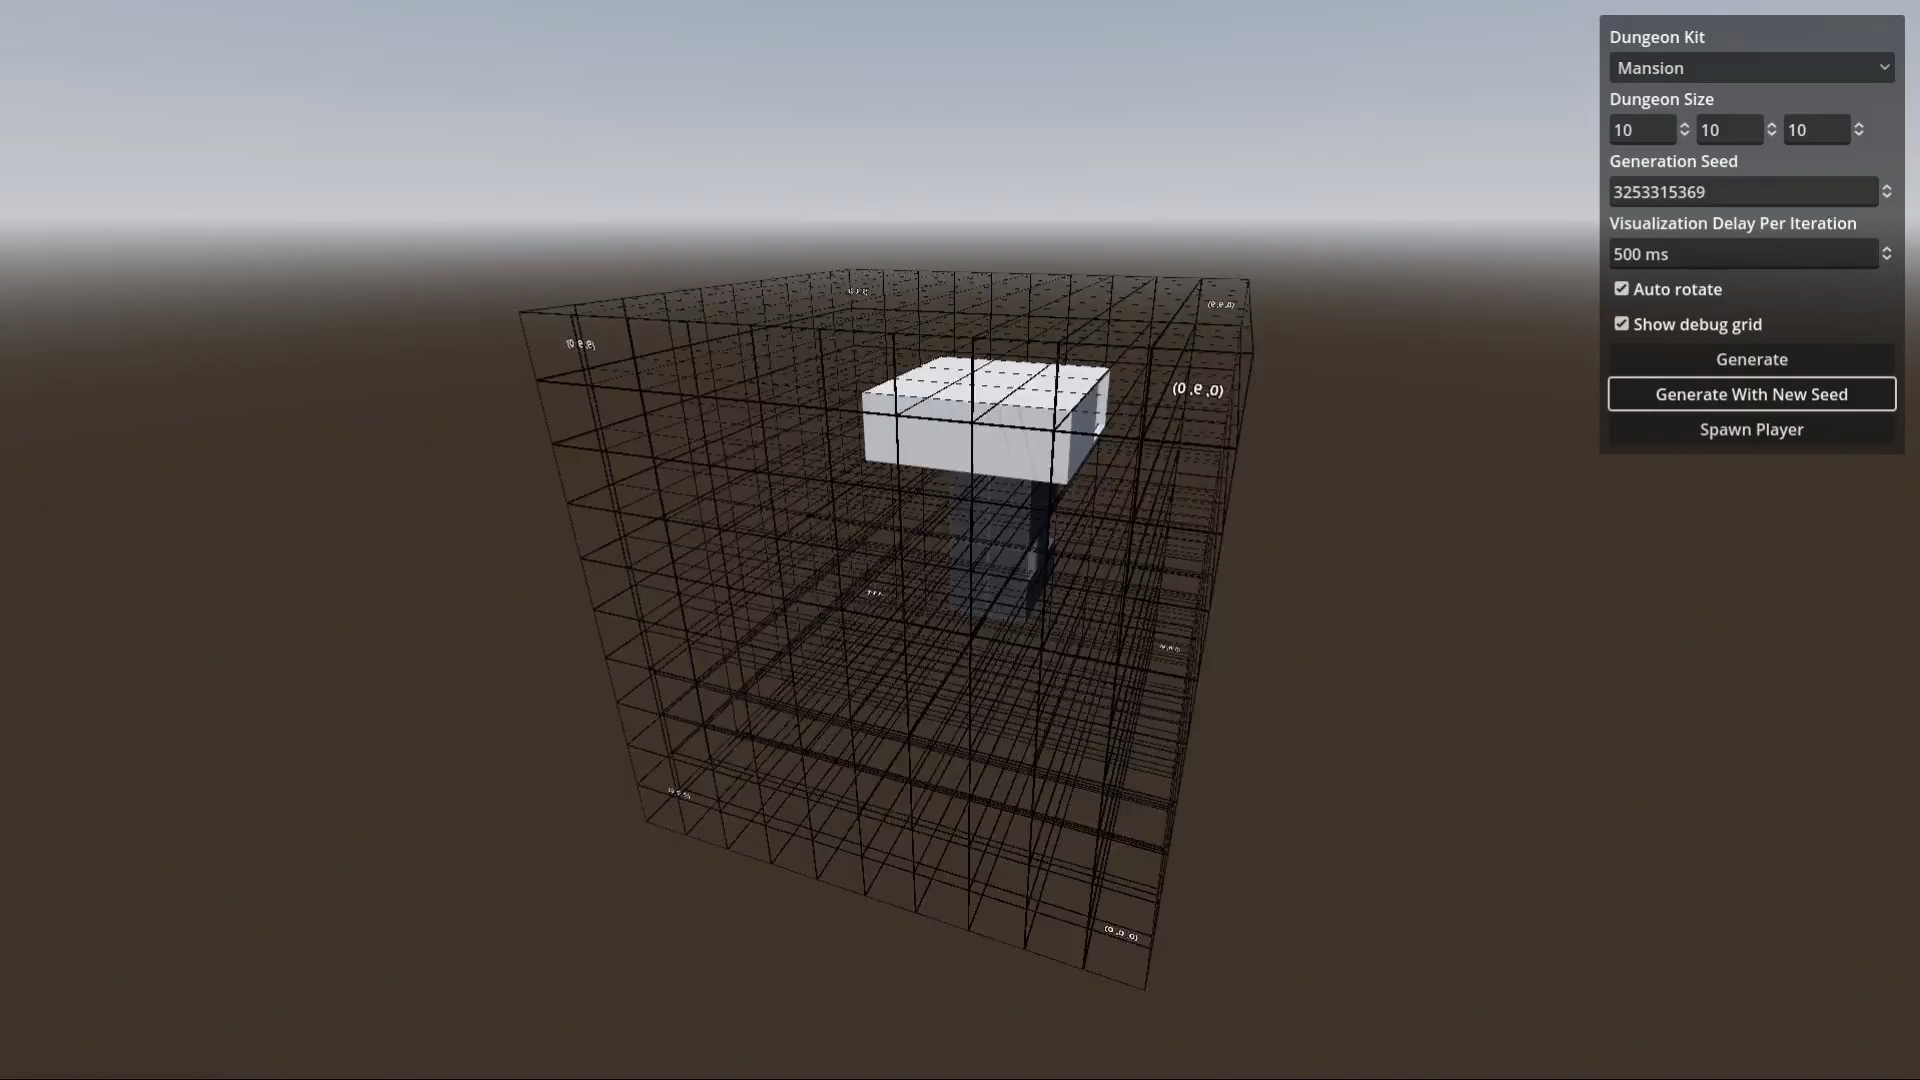 Dungeon Kit
Mansion
Dungeon Size
10 10 10
Generation Seed
3253315369
Visualization Delay Per Iteration
500 ms
Auto rotate
Show debug grid
Generate
Generate With New Seed
Spawn Player
(0, 9, 0)